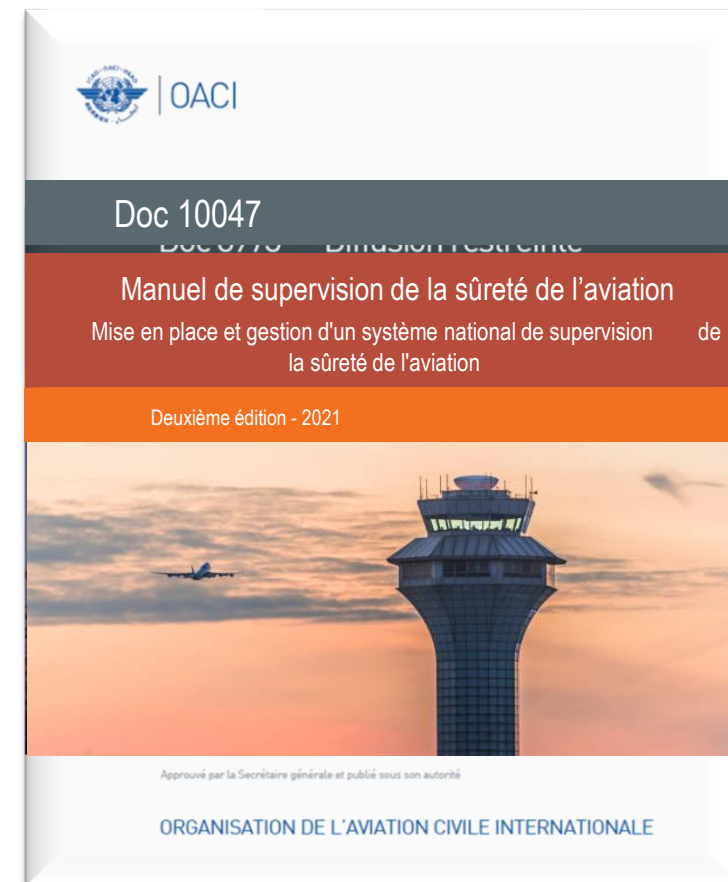 OACI
Doc 10047
Manuel de supervision de la sûreté de l’aviation
Mise en place et gestion d'un système national de supervision de
la sûreté de l'aviation
Deuxième édition - 2021
Approuvé par la Secrétaire générale et publié sous son autorité
ORGANISATION DE L'AVIATION CIVILE INTERNATIONALE